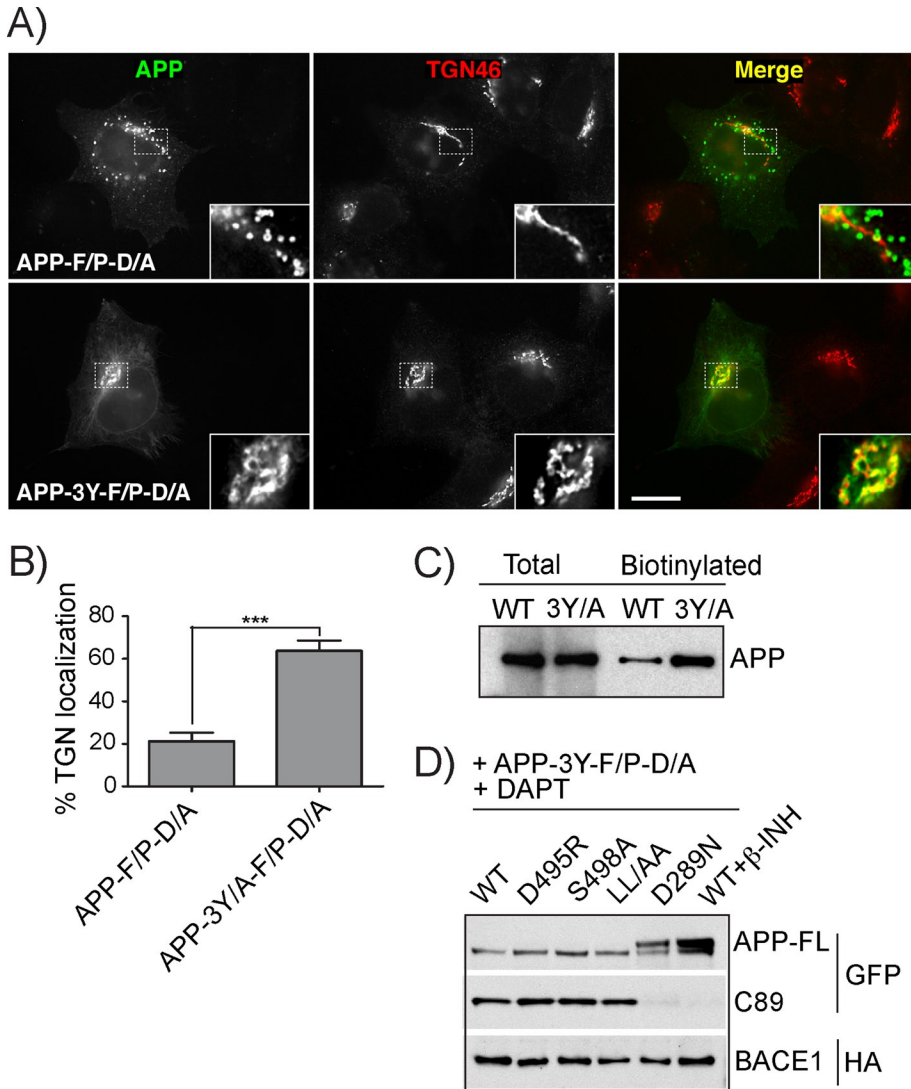 A)
APP
TGN46
Merge
APP-F/P-D/A
APP-3Y-F/P-D/A
B)
% TGN localization
80
60
40
20
0
***
APP-F/P-D/A
APP-3Y/A-F/P-D/A
C)
Total
Biotinylated
WT 3Y/A WT 3Y/A
APP
D)
+ APP-3Y-F/P-D/A
+ DAPT
WT D495R S498A LL/AA D289N WT+β-INH
APP-FL
C89
GFP
BACE1 HA